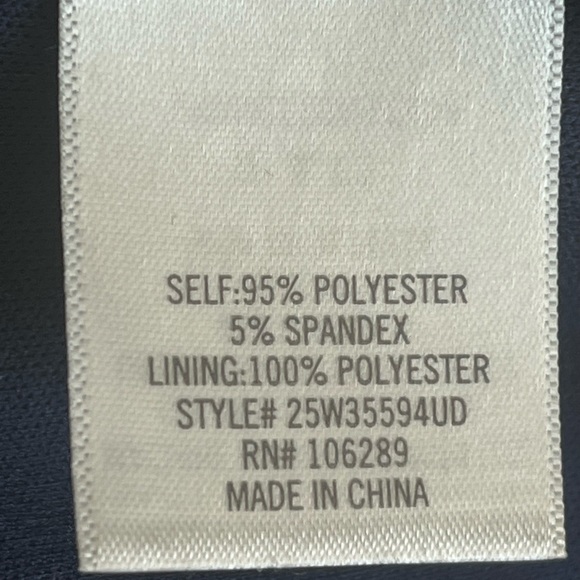 SELF:95% POLYESTER
5% SPANDEX
LINING:100% POLYESTER
STYLE# 25W35594UD
RN# 106289
MADE IN CHINA